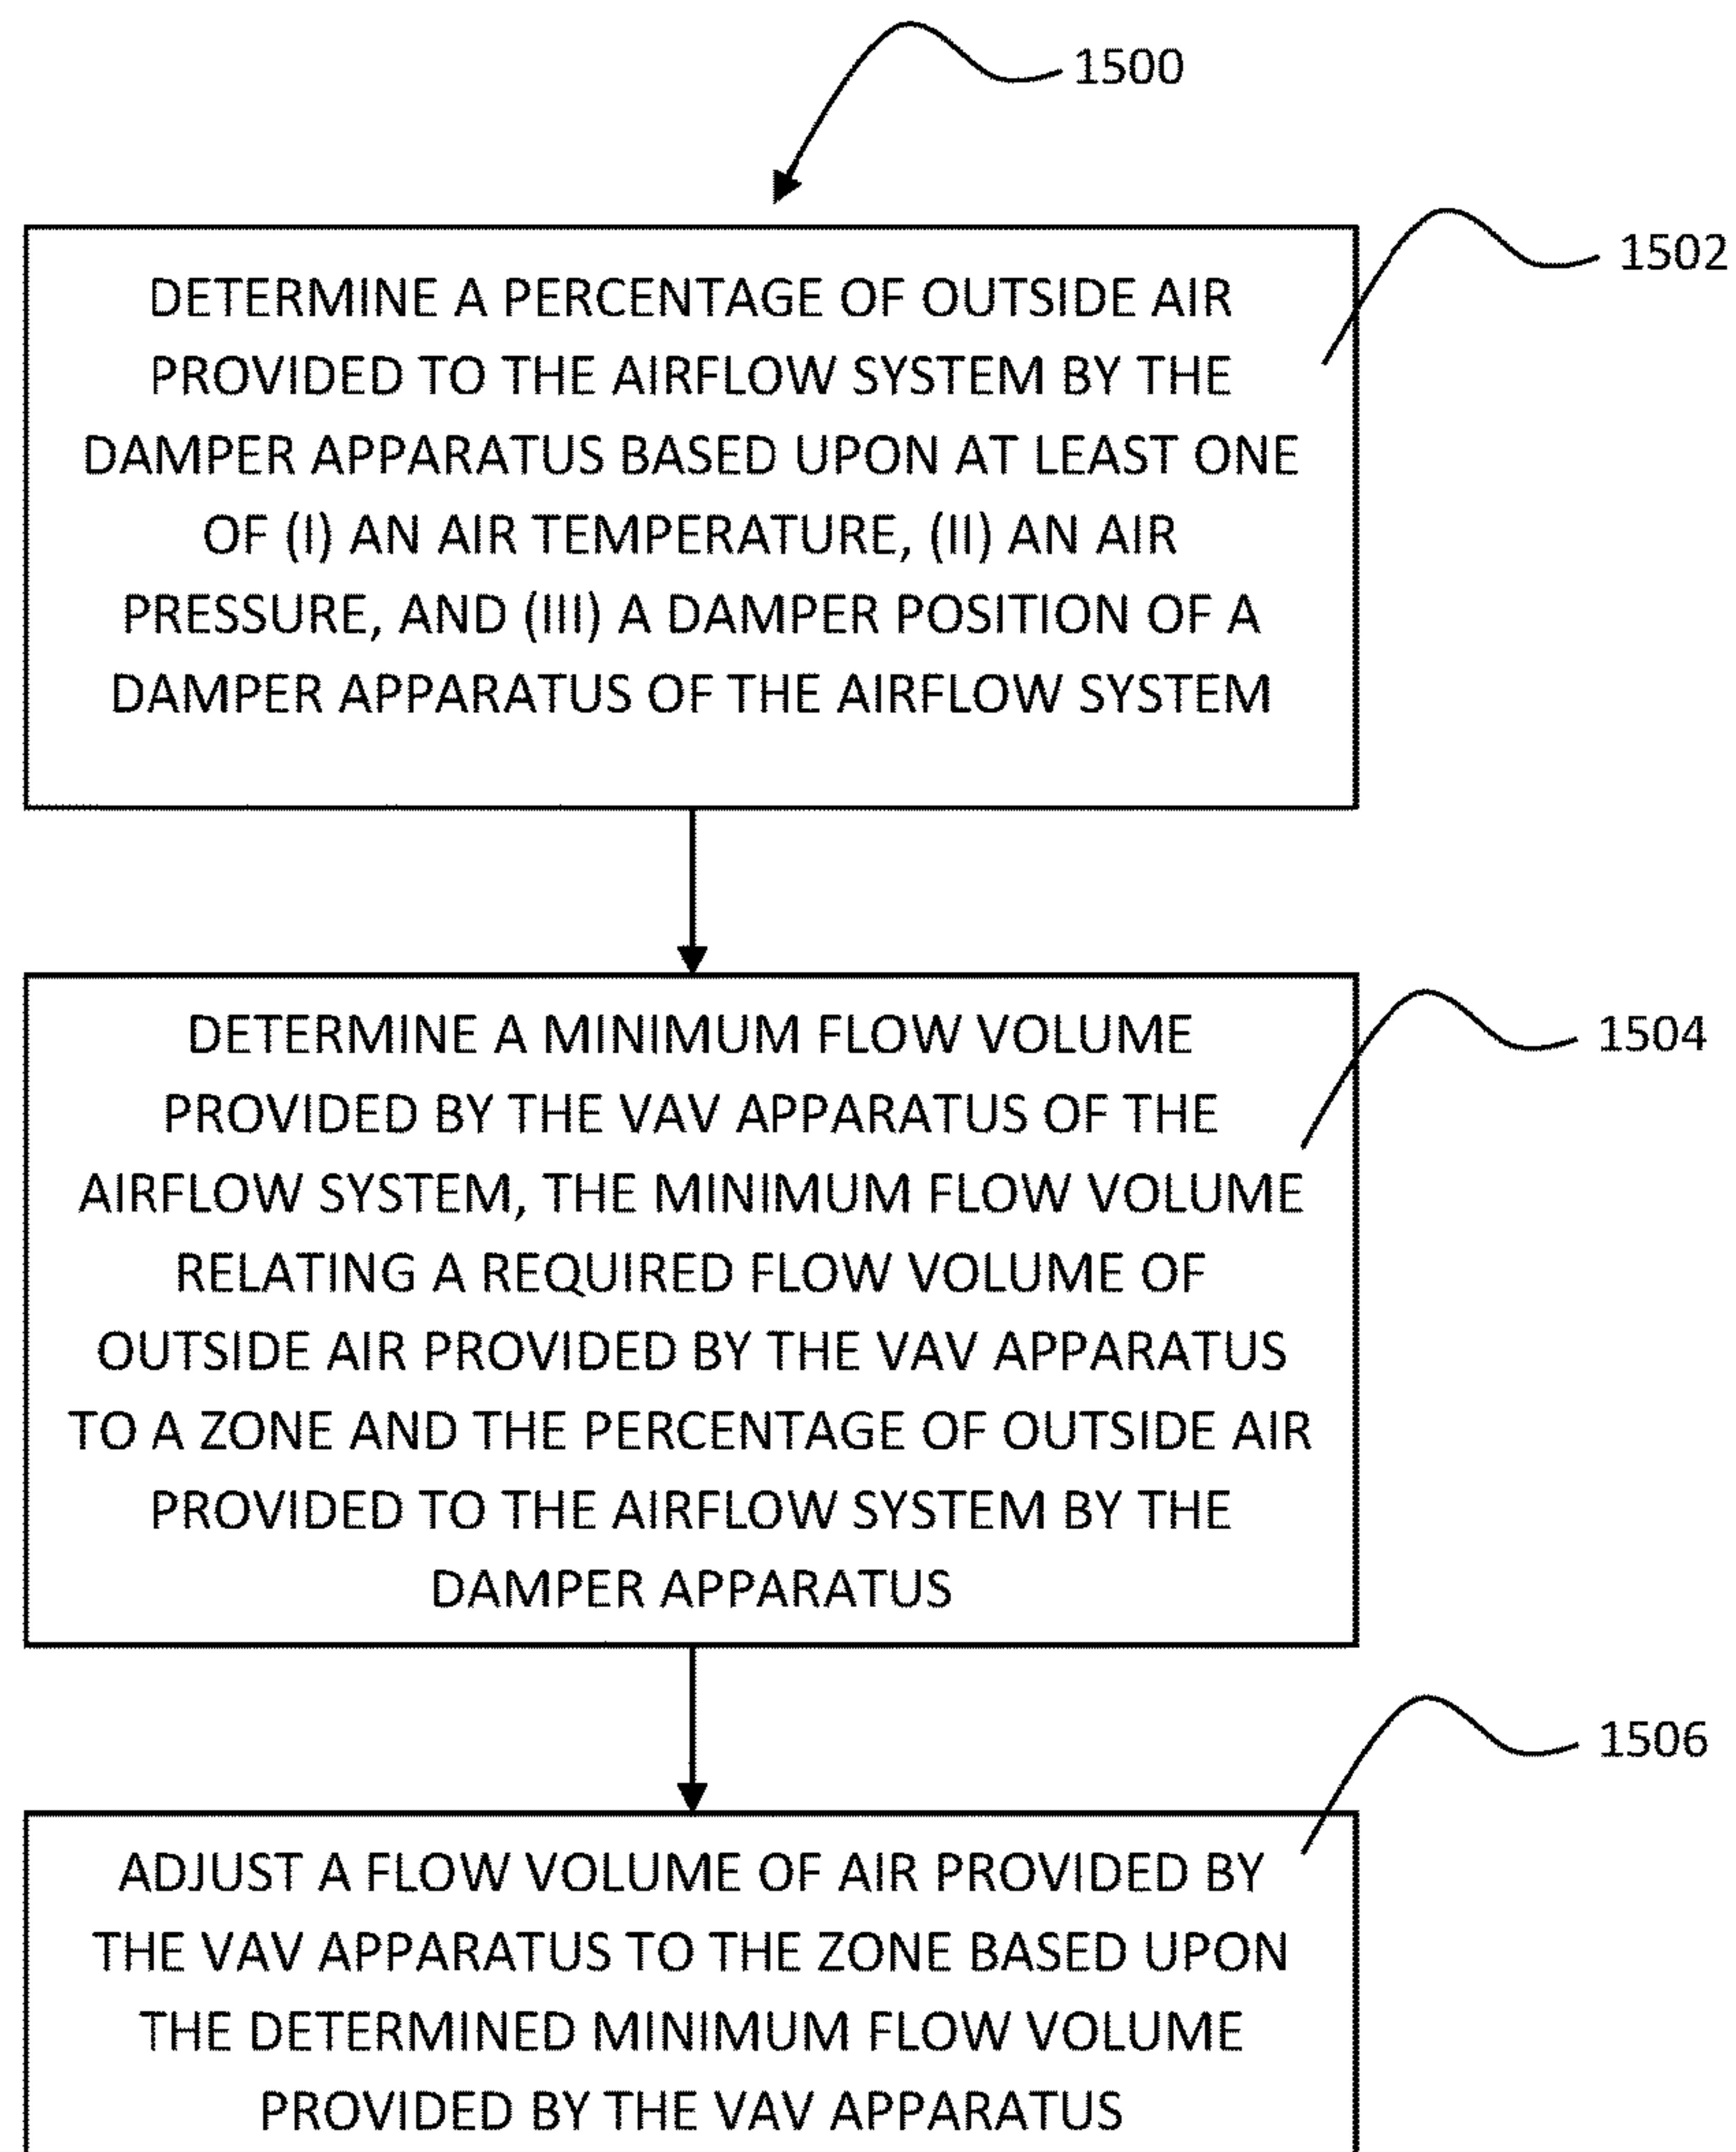 1500
1502
DETERMINE A PERCENTAGE OF OUTSIDE AIR
PROVIDED TO THE AIRFLOW SYSTEM BY THE
DAMPER APPARATUS BASED UPON AT LEAST ONE
OF (I) AN AIR TEMPERATURE, (II) AN AIR
PRESSURE, AND (III) A DAMPER POSITION OF A
DAMPER APPARATUS OF THE AIRFLOW SYSTEM
1504
DETERMINE A MINIMUM FLOW VOLUME
PROVIDED BY THE VAV APPARATUS OF THE
AIRFLOW SYSTEM, THE MINIMUM FLOW VOLUME
RELATING A REQUIRED FLOW VOLUME OF
OUTSIDE AIR PROVIDED BY THE VAV APPARATUS
TO A ZONE AND THE PERCENTAGE OF OUTSIDE AIR
PROVIDED TO THE AIRFLOW SYSTEM BY THE
DAMPER APPARATUS
1506
ADJUST A FLOW VOLUME OF AIR PROVIDED BY
THE VAV APPARATUS TO THE ZONE BASED UPON
THE DETERMINED MINIMUM FLOW VOLUME
PROVIDED BY THE VAV APPARATUS